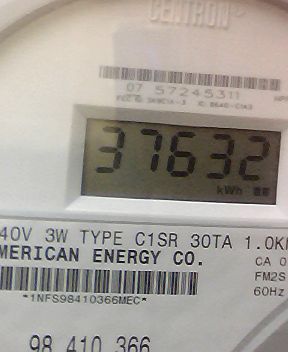 CENTRON
07 57245311
37632
kWh
40V 3W TYPE C1SR 30TA 1.0K
MERICAN ENERGY CO.
CA 0
FM2S
*1NFS98410366MEC*
60Hz
98 410 366